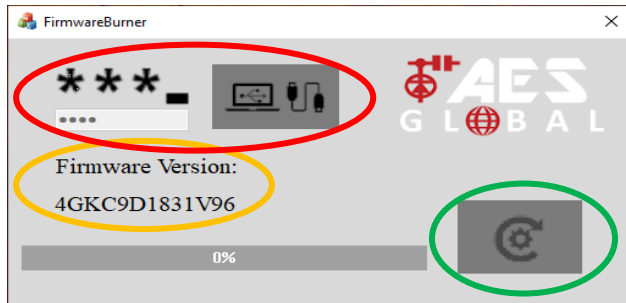 FirmwareBurner
***_
••••
AES
GLOBAL
Firmware Version:
4GKC9D1831V96
0%